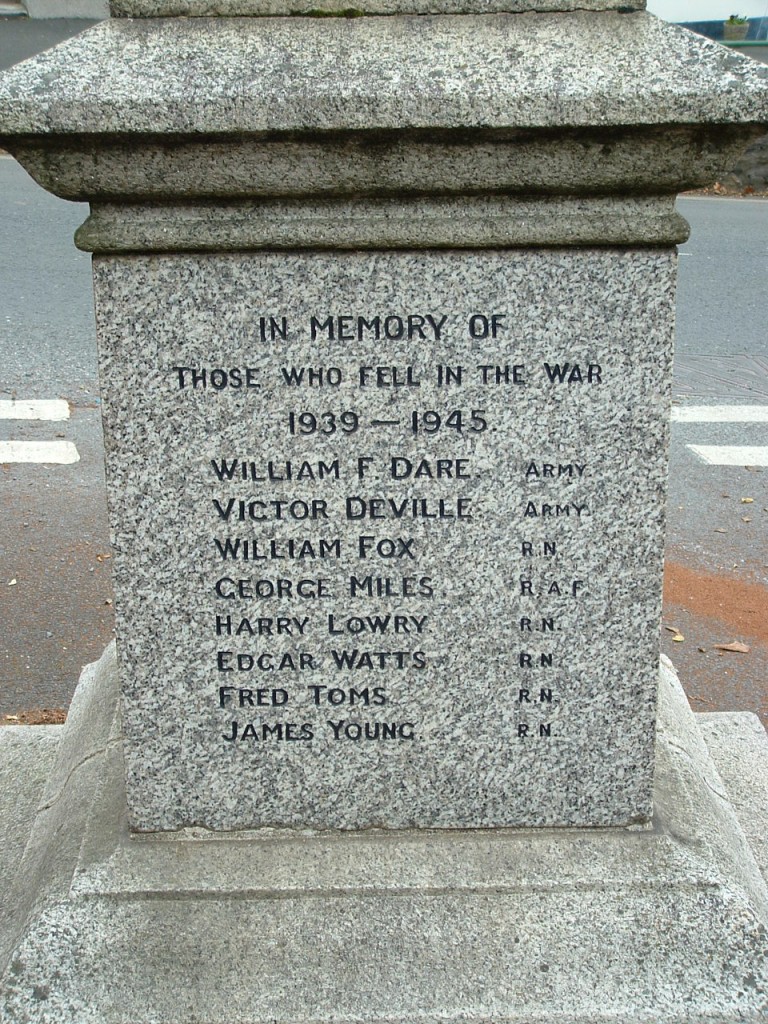 IN MEMORY OF
THOSE WHO FELL IN THE WAR
1939 — 1945.
WILLIAM F. DARE. ARMY.
VICTOR DEVILLE. ARMY.
WILLIAM FOX. R.N.
GEORGE MILES. R.A.F.
HARRY LOWRY. R.N.
EDGAR WATTS. R.N.
FRED TOMS. R.N.
JAMES YOUNG. R.N.